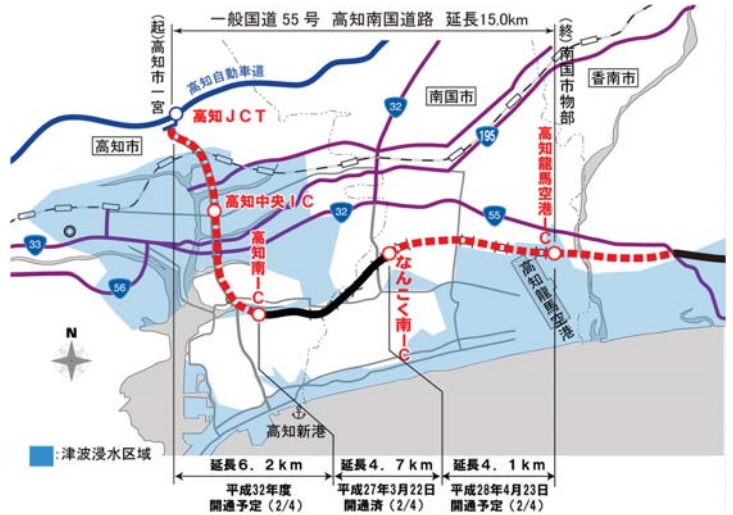 一般国道 55 号 高知南国道路 延長15.0km
(起)高知市一宮
(終)南国市物部
高知自動車道
高知JCT
高知市
南国市
香南市
32
195
高知中央IC
高知南IC
32
55
高知龍馬空港IC
33
56
なんこく南IC
高知龍馬空港
N
高知新港
:津波浸水区域
延長6.2km
延長4.7km
延長4.1km
平成32年度
開通予定(2/4)
平成27年3月22日
開通済(2/4)
平成28年4月23日
開通予定(2/4)